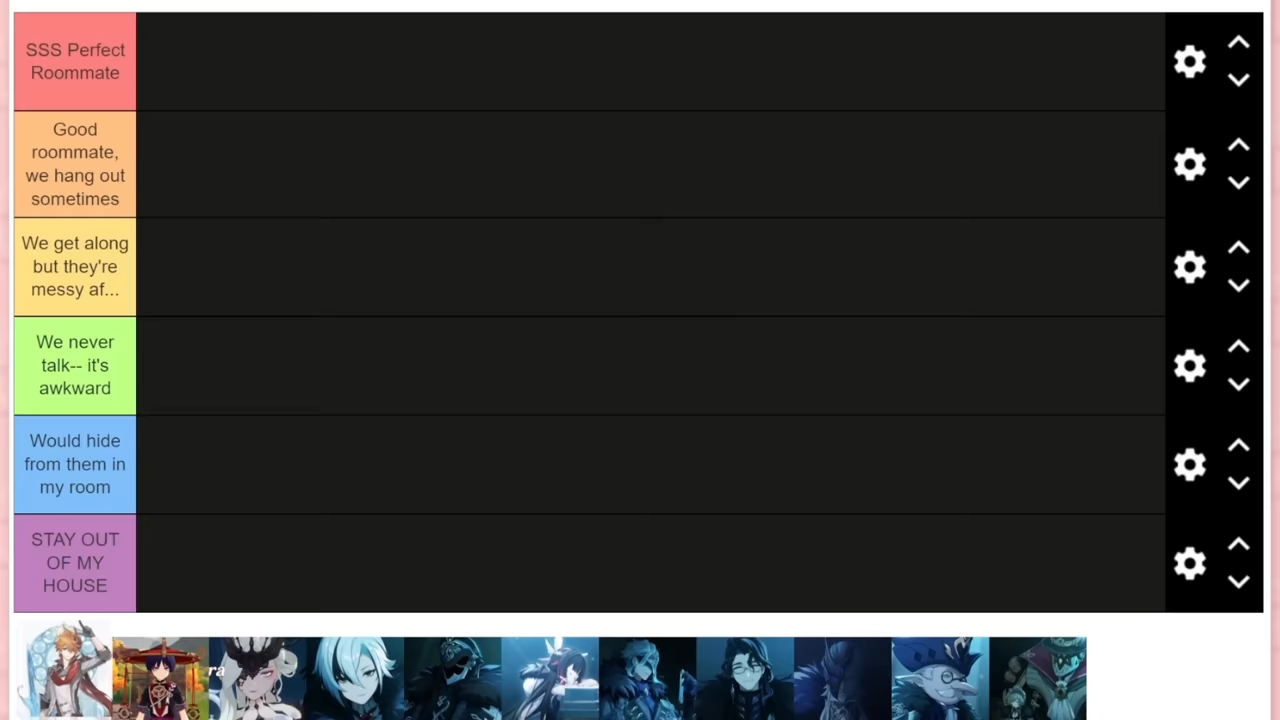 SSS Perfect
Roommate
Good
roommate,
we hang out
sometimes
We get along
but they're
messy af...
We never
talk-- it's
awkward
Would hide
from them in
my room
STAY OUT
OF MY
HOUSE